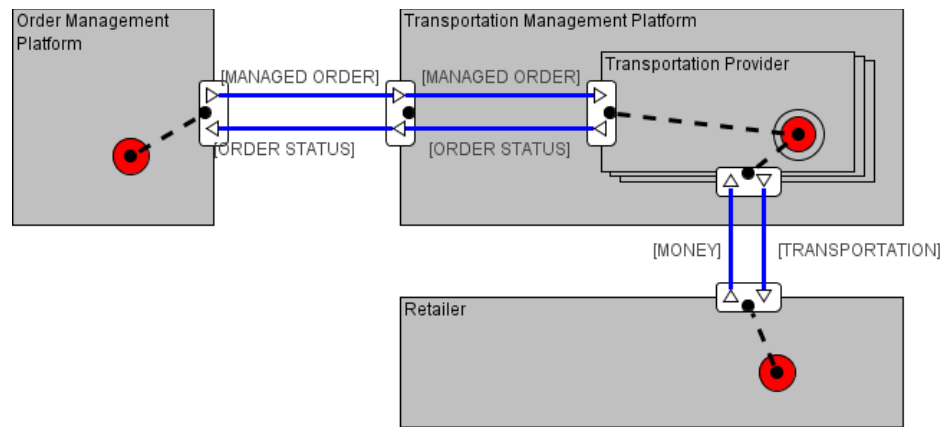 Order Management
Platform
Transportation Management Platform
Transportation Provider
[MANAGED ORDER]
[MANAGED ORDER]
[ORDER STATUS]
[ORDER STATUS]
[MONEY]
[TRANSPORTATION]
Retailer